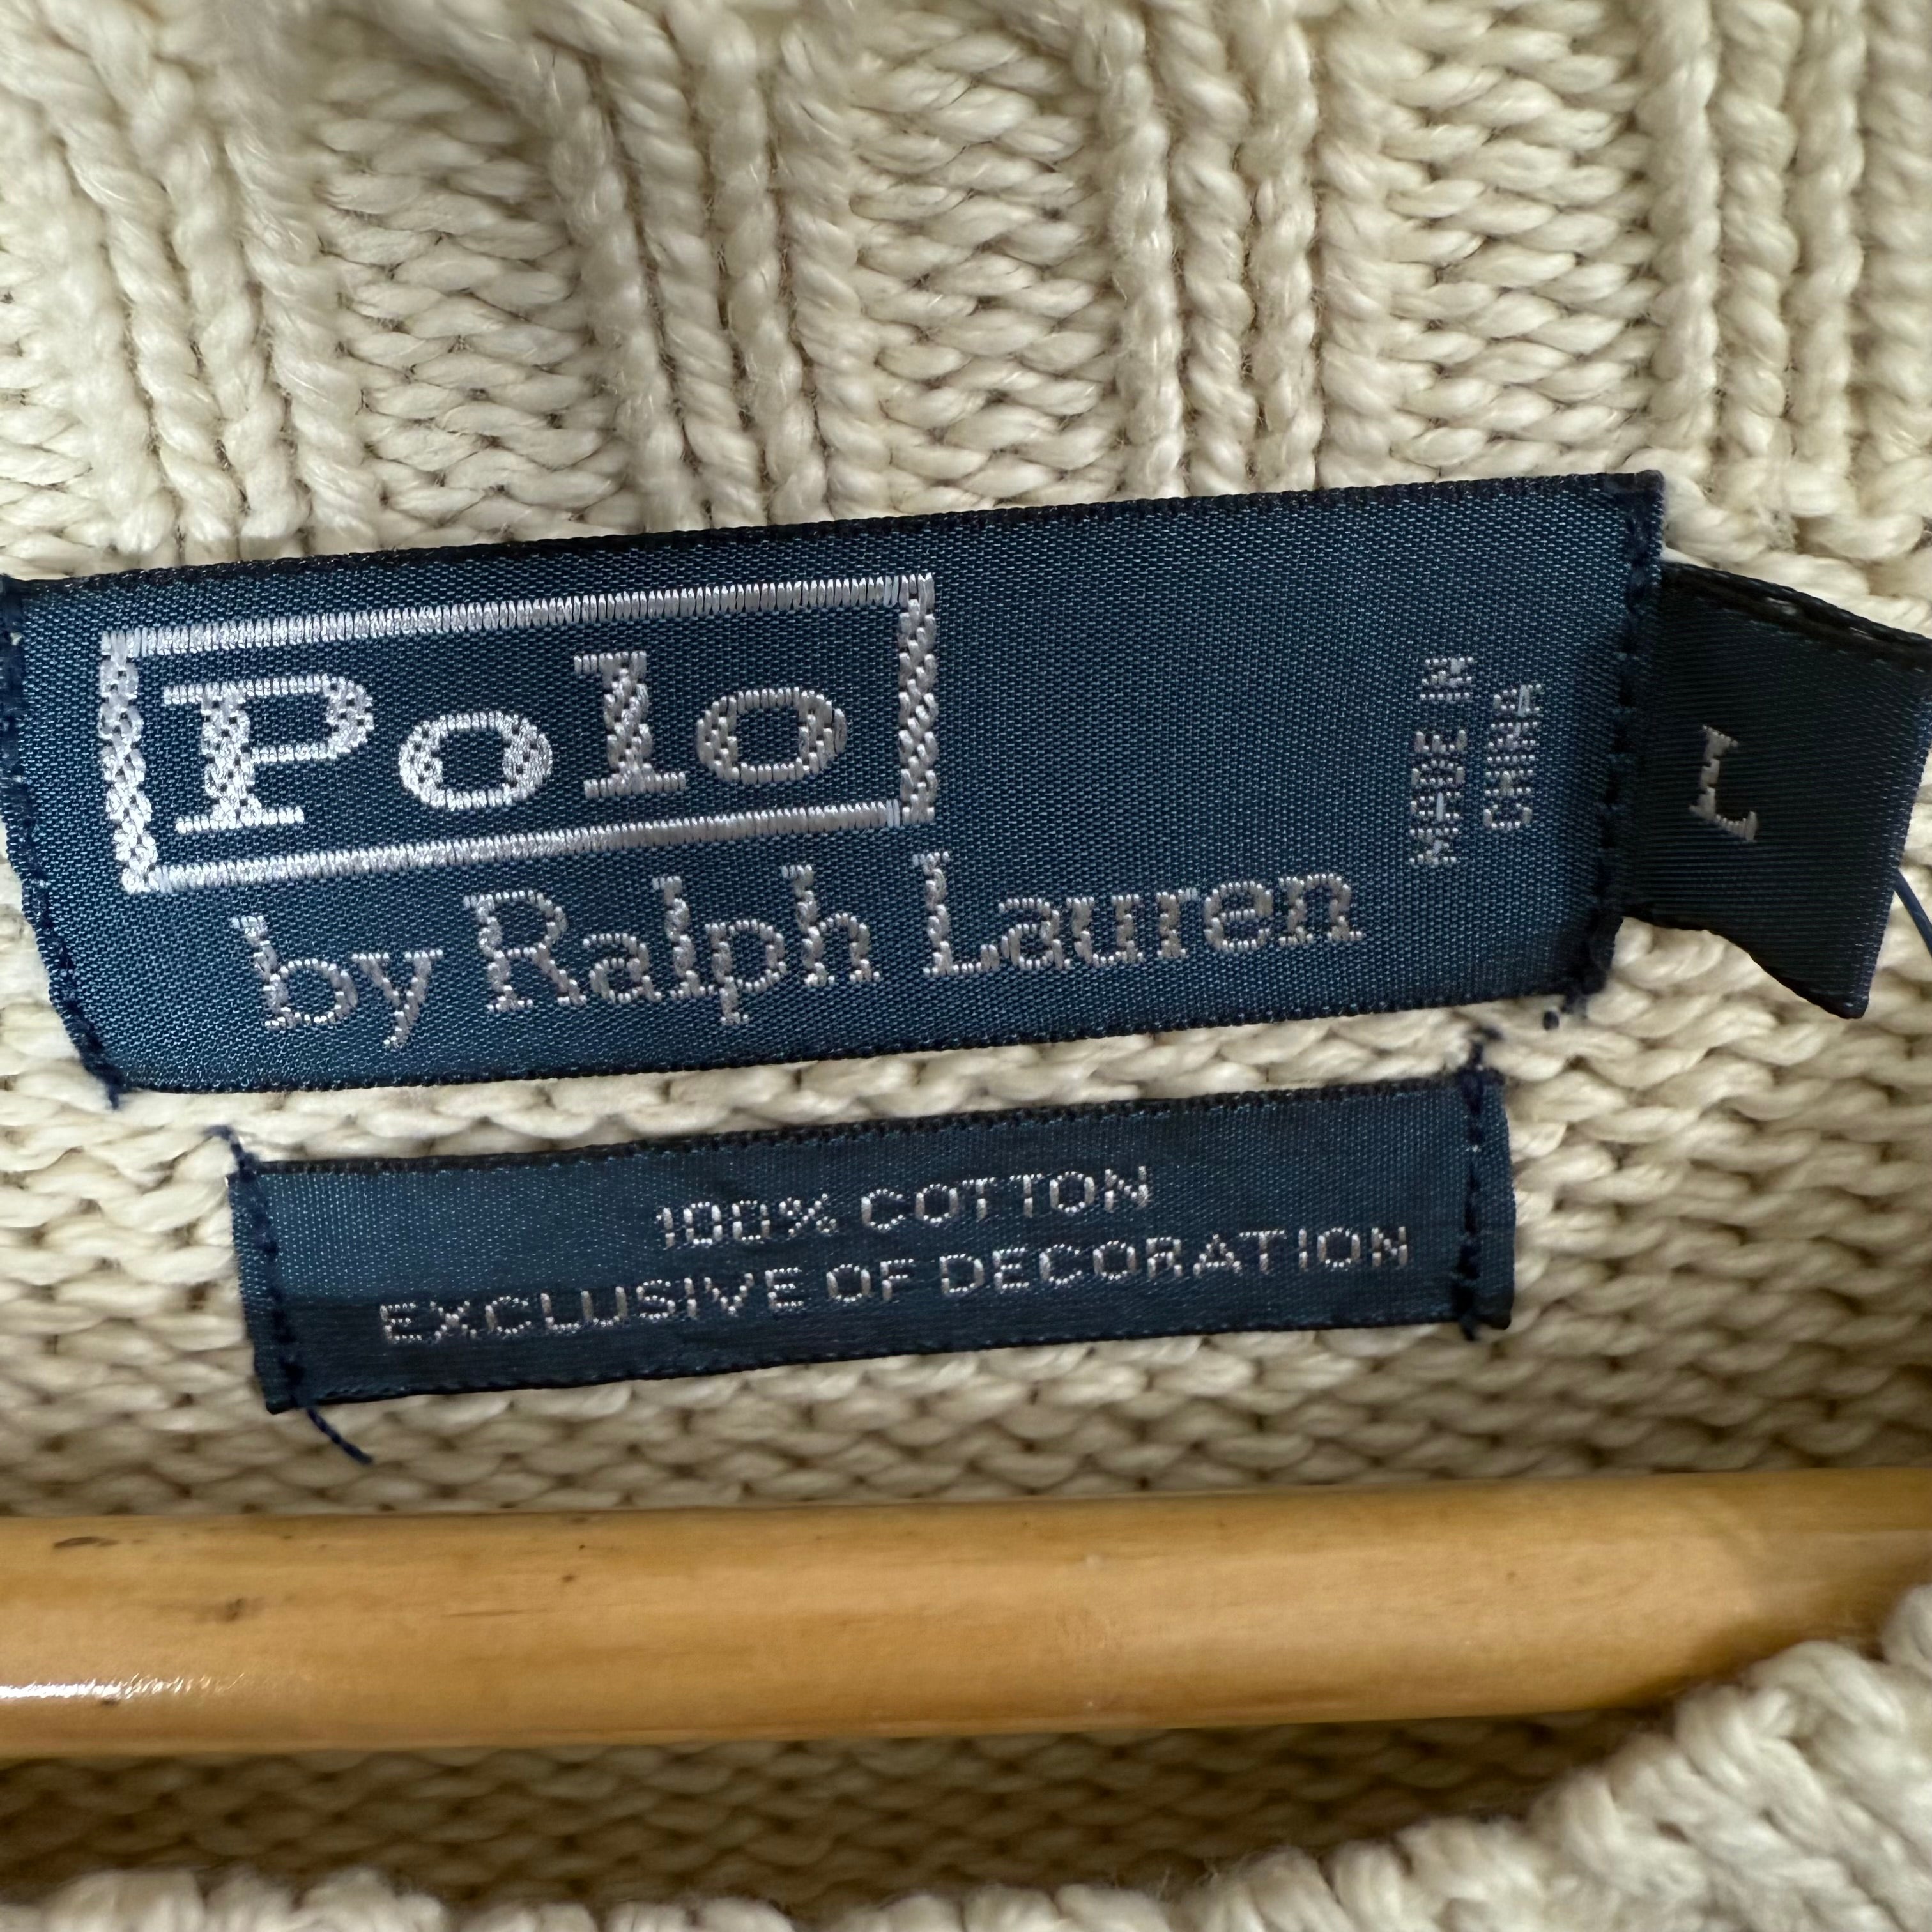 Polo
by Ralph Lauren
MADE IN
CHINA
L
100% COTTON
EXCLUSIVE OF DECORATION